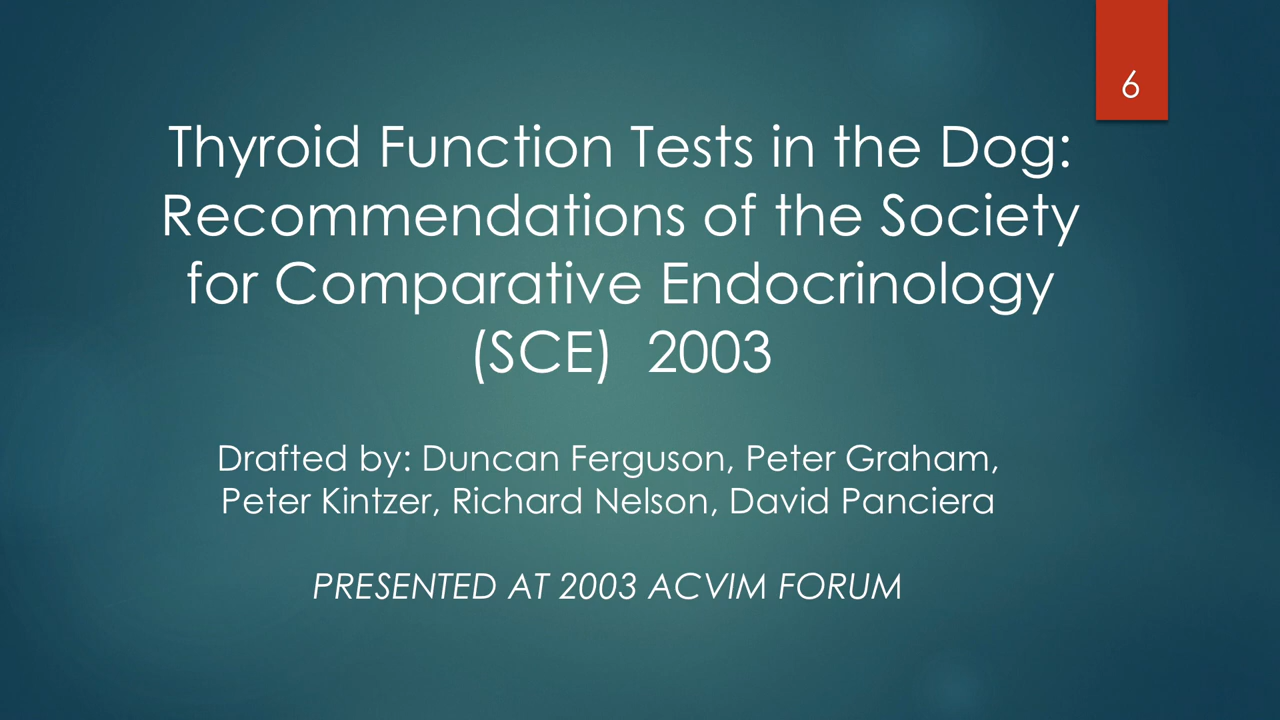 6
Thyroid Function Tests in the Dog:
Recommendations of the Society
for Comparative Endocrinology
(SCE) 2003
Drafted by: Duncan Ferguson, Peter Graham,
Peter Kintzer, Richard Nelson, David Panciera
PRESENTED AT 2003 ACVIM FORUM